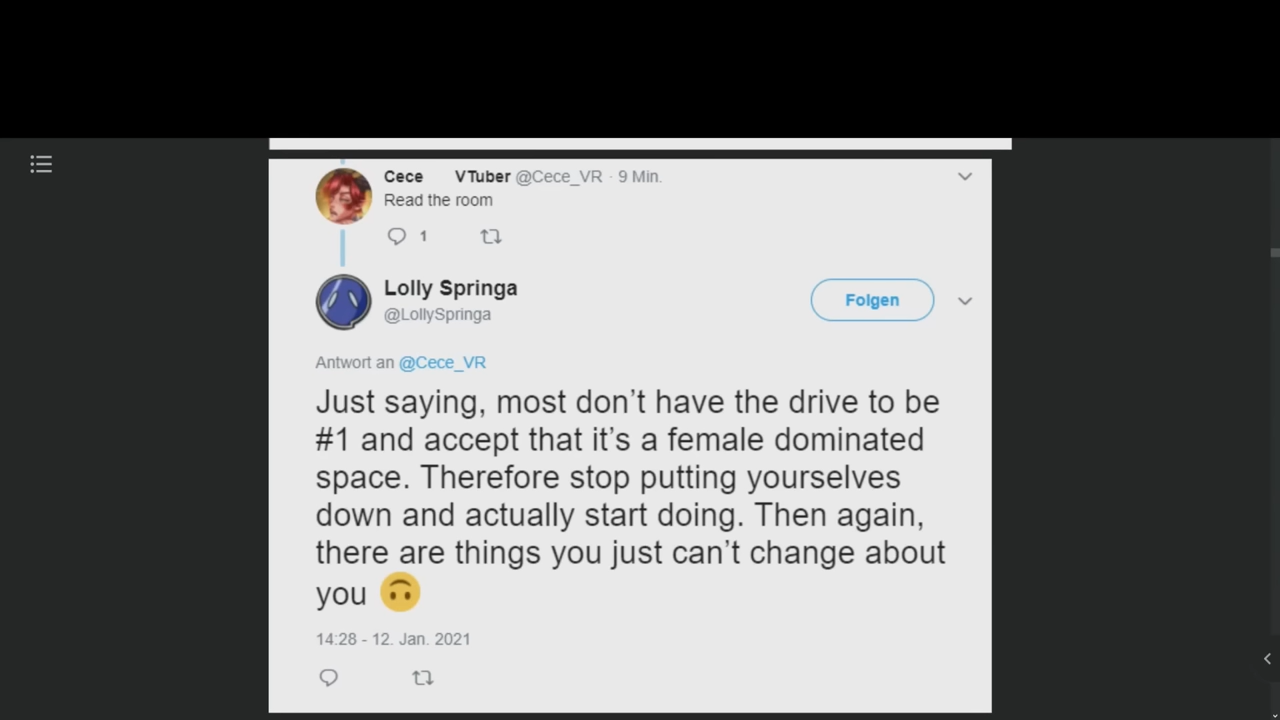 Cece VTuber @Cece_VR · 9 Min.
Read the room
1
Lolly Springa
@LollySpringa
Folgen
Antwort an @Cece_VR
Just saying, most don’t have the drive to be
#1 and accept that it’s a female dominated
space. Therefore stop putting yourselves
down and actually start doing. Then again,
there are things you just can’t change about
you 🙃
14:28 - 12. Jan. 2021